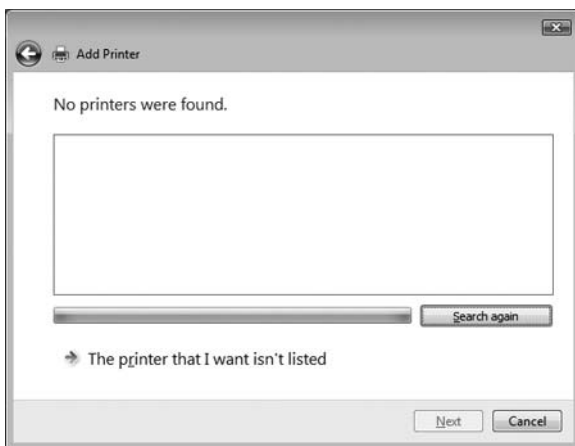 Add Printer
No printers were found.
Search again
The printer that I want isn't listed
Next Cancel